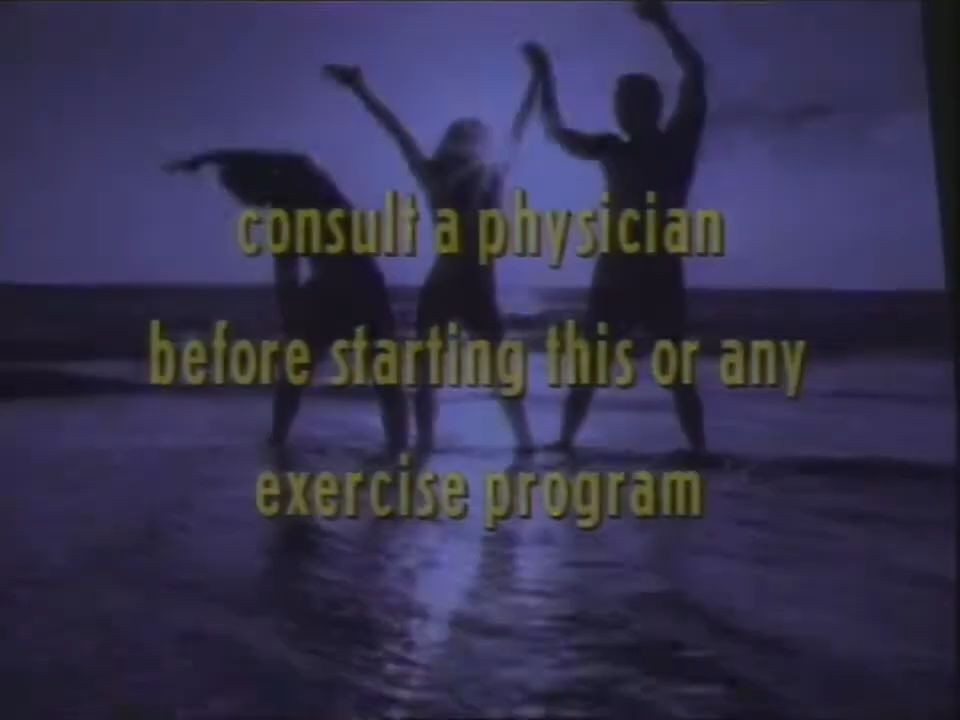 consult a physician
before starting this or any
exercise program